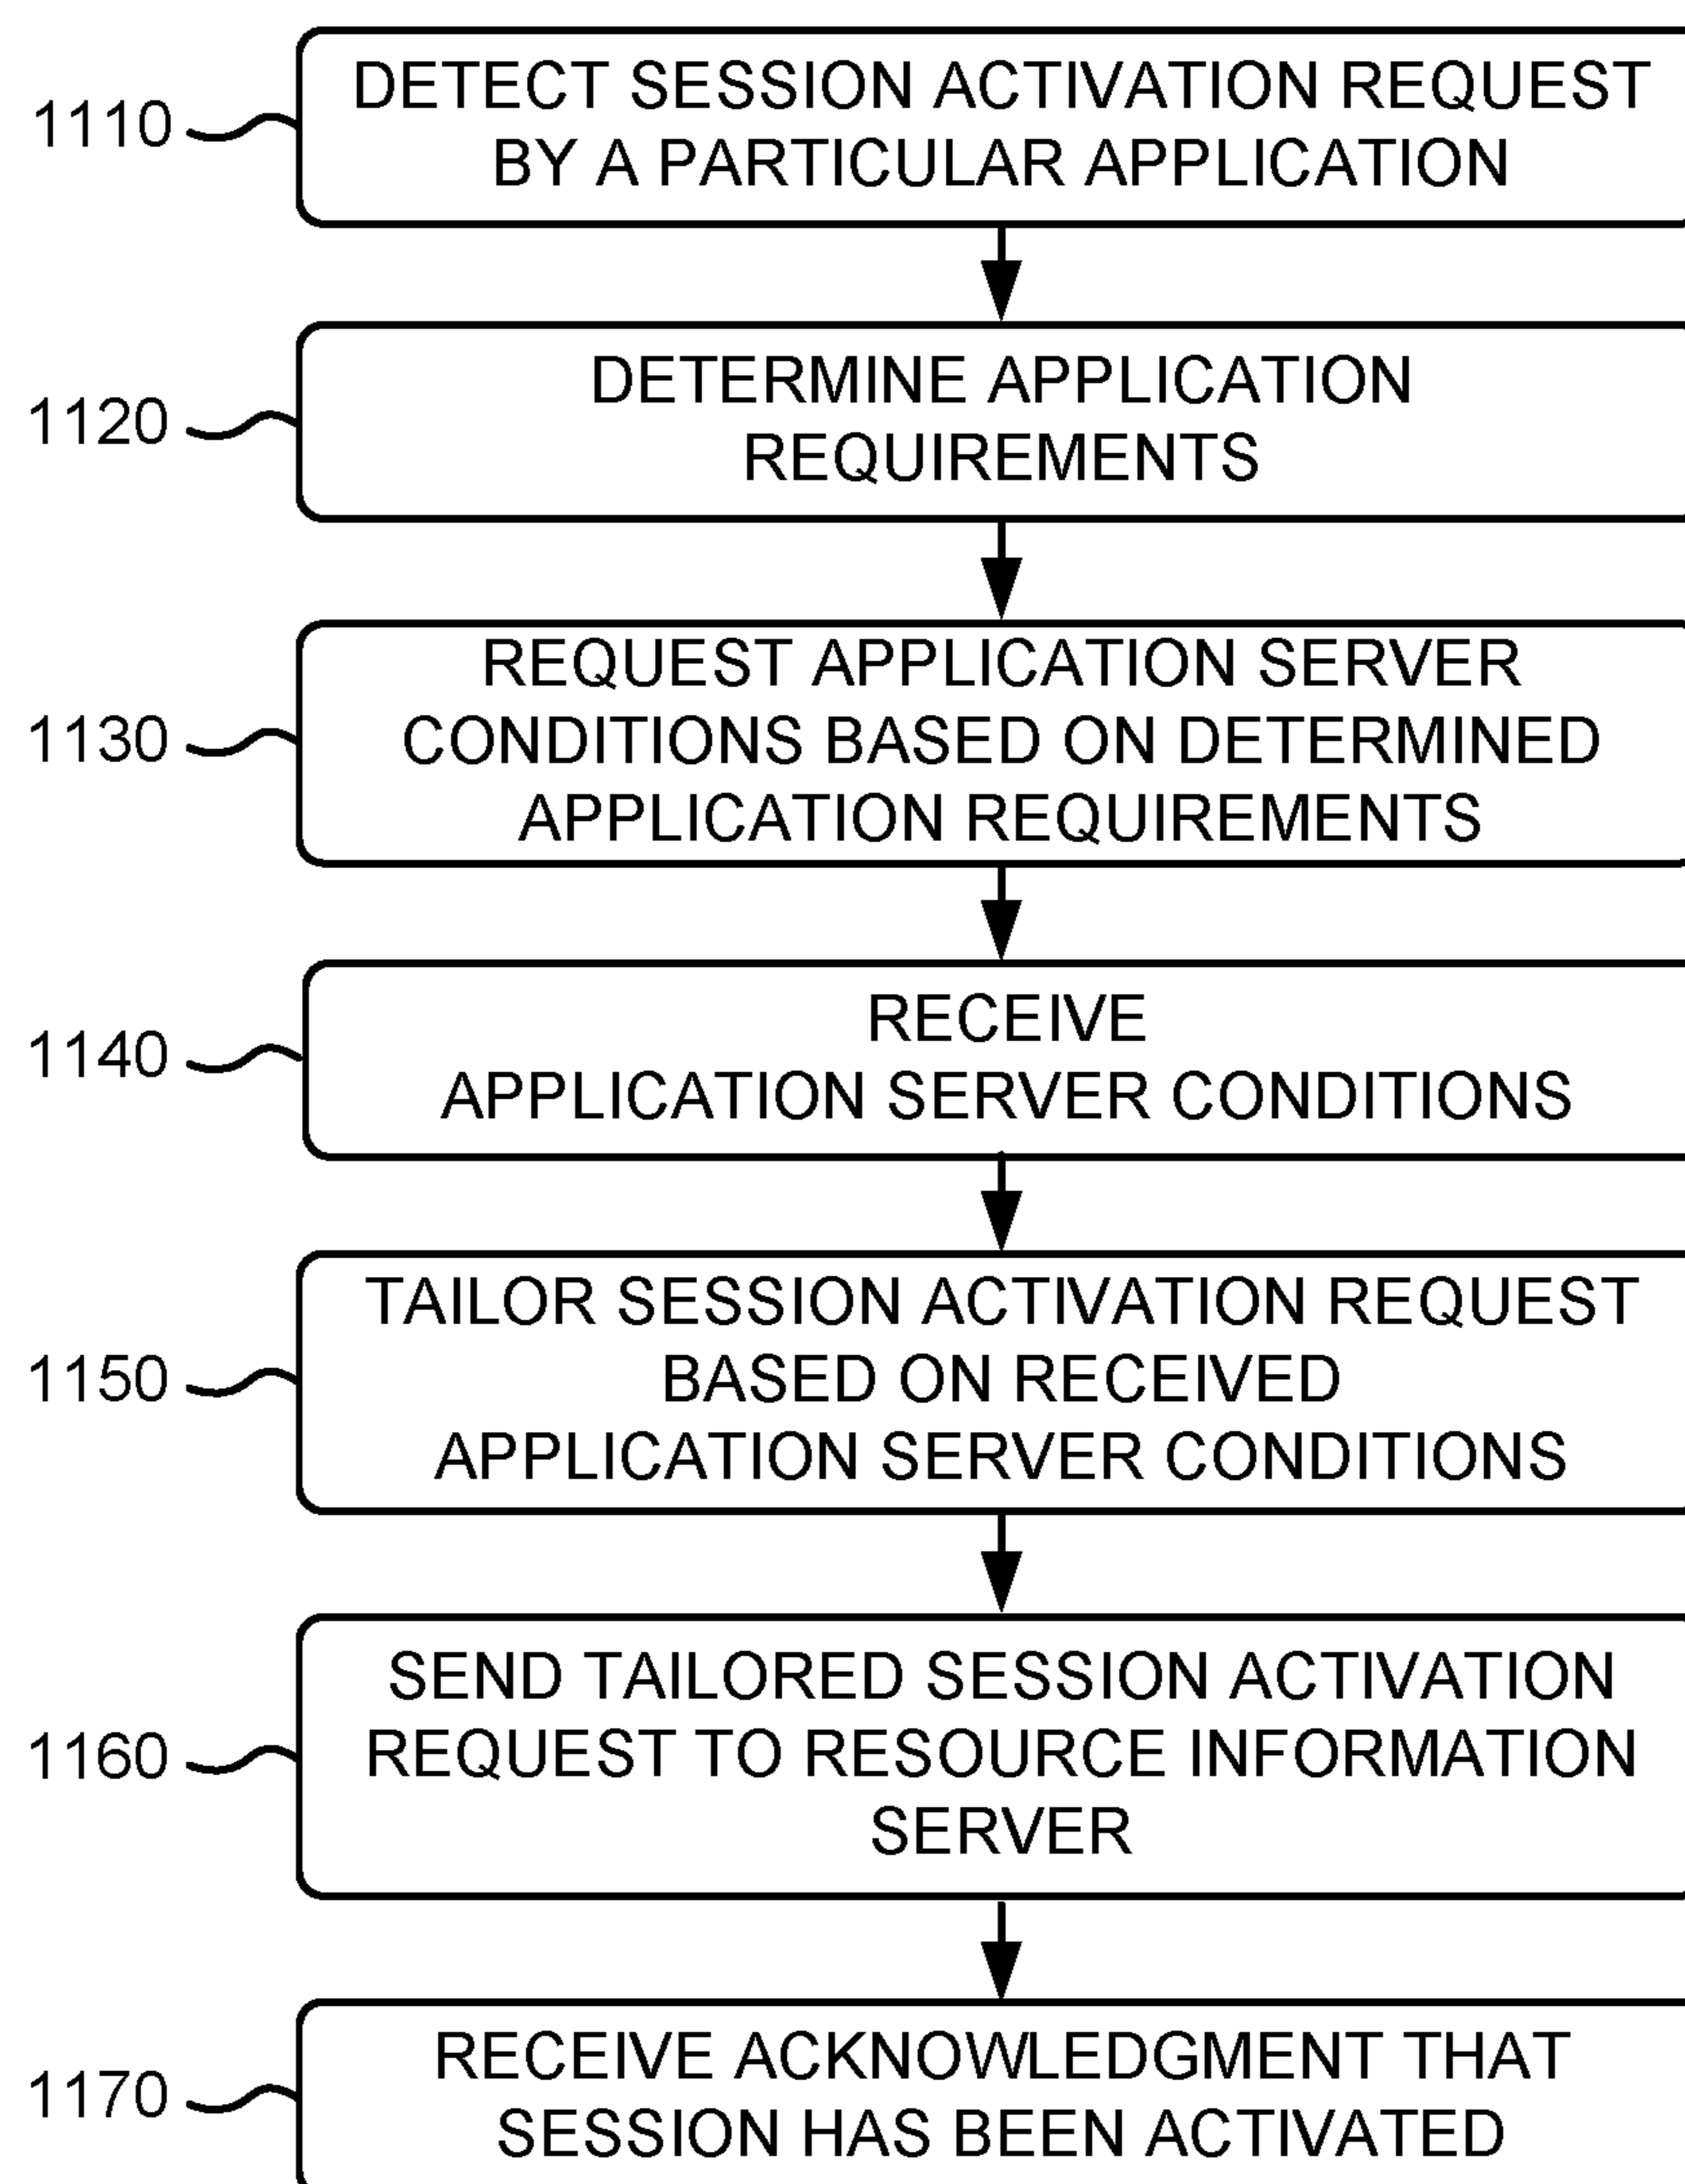 1110
DETECT SESSION ACTIVATION REQUEST
BY A PARTICULAR APPLICATION
1120
DETERMINE APPLICATION
REQUIREMENTS
1130
REQUEST APPLICATION SERVER
CONDITIONS BASED ON DETERMINED
APPLICATION REQUIREMENTS
1140
RECEIVE
APPLICATION SERVER CONDITIONS
1150
TAILOR SESSION ACTIVATION REQUEST
BASED ON RECEIVED
APPLICATION SERVER CONDITIONS
1160
SEND TAILORED SESSION ACTIVATION
REQUEST TO RESOURCE INFORMATION
SERVER
1170
RECEIVE ACKNOWLEDGMENT THAT
SESSION HAS BEEN ACTIVATED